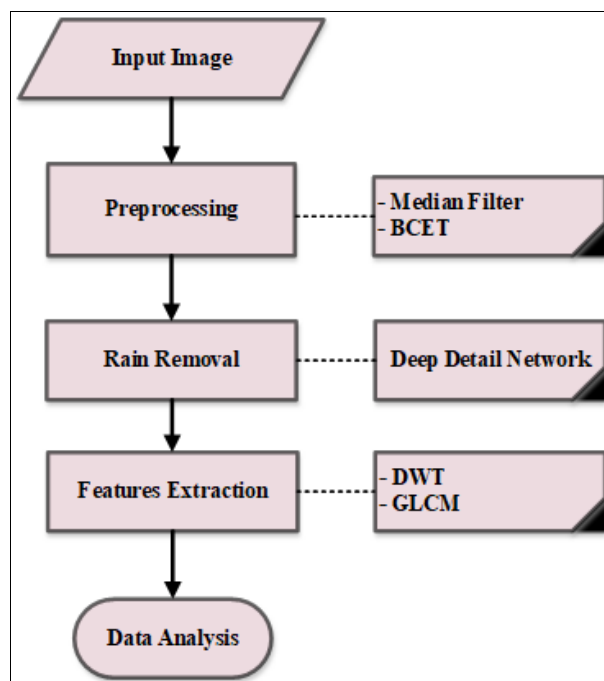 Input Image
Preprocessing
- Median Filter
- BCET
Rain Removal
Deep Detail Network
Features Extraction
- DWT
- GLCM
Data Analysis